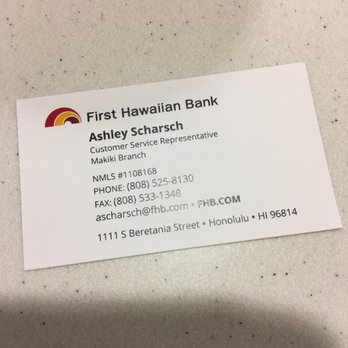 First Hawaiian Bank
Ashley Scharsch
Customer Service Representative
Makiki Branch
NMLS #1108168
PHONE: (808) 525-8130
FAX: (808) 533-1348
ascharsch@fhb.com • FHB.COM
1111 S Beretania Street • Honolulu • HI 96814